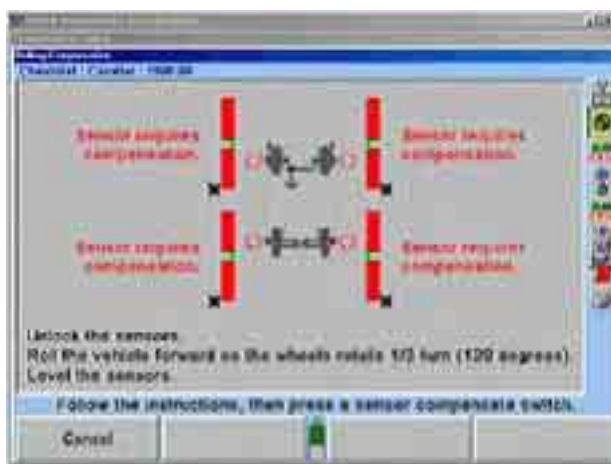 Rolling Compensation
Chevrolet : Cavalier :
Sensor requires
compensation.
Sensor requires
compensation.
Sensor requires
compensation.
Sensor requires
compensation.
Unlock the sensors.
Roll the vehicle forward so the wheels rotate 1/3 turn (120 degrees).
Level the sensors.
Follow the instructions, then press a sensor compensate switch.
Cancel